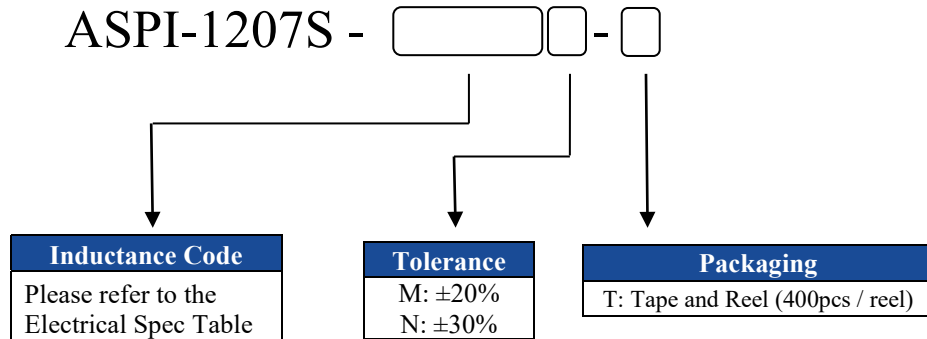 ASPI-1207S - -
Inductance Code
Please refer to the
Electrical Spec Table
Tolerance
M: ±20%
N: ±30%
Packaging
T: Tape and Reel (400pcs / reel)